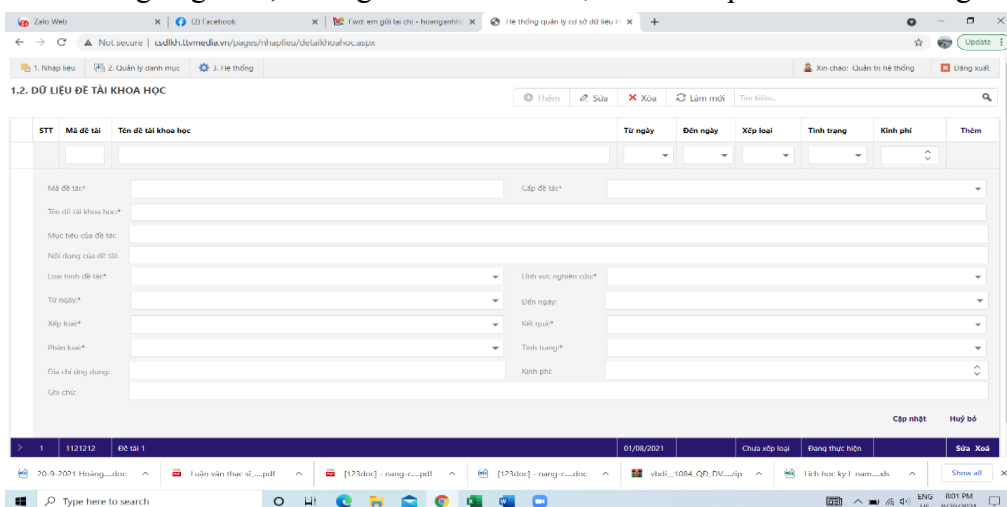 Zalo Web
(2) Facebook
Fwd: em gửi lại chi - hoanganhtb
Hệ thống quản lý cơ sở dữ liệu k
Not secure | csdlkh.ttvmedia.vn/pages/nhaplieu/detaikhoahoc.aspx
Update
1. Nhập liệu
2. Quản lý danh mục
3. Hệ thống
Xin chào: Quản trị hệ thống
Đăng xuất
1.2. DỮ LIỆU ĐỀ TÀI KHOA HỌC
Thêm
Sửa
Xóa
Làm mới
Tìm kiếm...
STT
Mã đề tài
Tên đề tài khoa học
Từ ngày
Đến ngày
Xếp loại
Tình trạng
Kinh phí
Thêm
Mã đề tài:*
Cấp đề tài:*
Tên đề tài khoa học:*
Mục tiêu của đề tài:
Nội dung của đề tài:
Loại hình đề tài:*
Lĩnh vực nghiên cứu:*
Từ ngày:*
Đến ngày:
Xếp loại:*
Kết quả:*
Phân loại:*
Tình trạng:*
Địa chỉ ứng dụng:
Kinh phí:
Ghi chú:
Cập nhật
Huỷ bỏ
1
1121212
Đề tài 1
01/08/2021
Chưa xếp loại
Đang thực hiện
Sửa Xoá
20-9-2021 Hoàng....doc
Luận văn thạc sĩ_....pdf
[123doc] - nang-c....pdf
[123doc] - nang-c....doc
vbdi_.1084_QĐ_DV....zip
Lich hoc ky I nam....xls
Show all
Type here to search
ENG
8:01 PM
US
9/20/2021